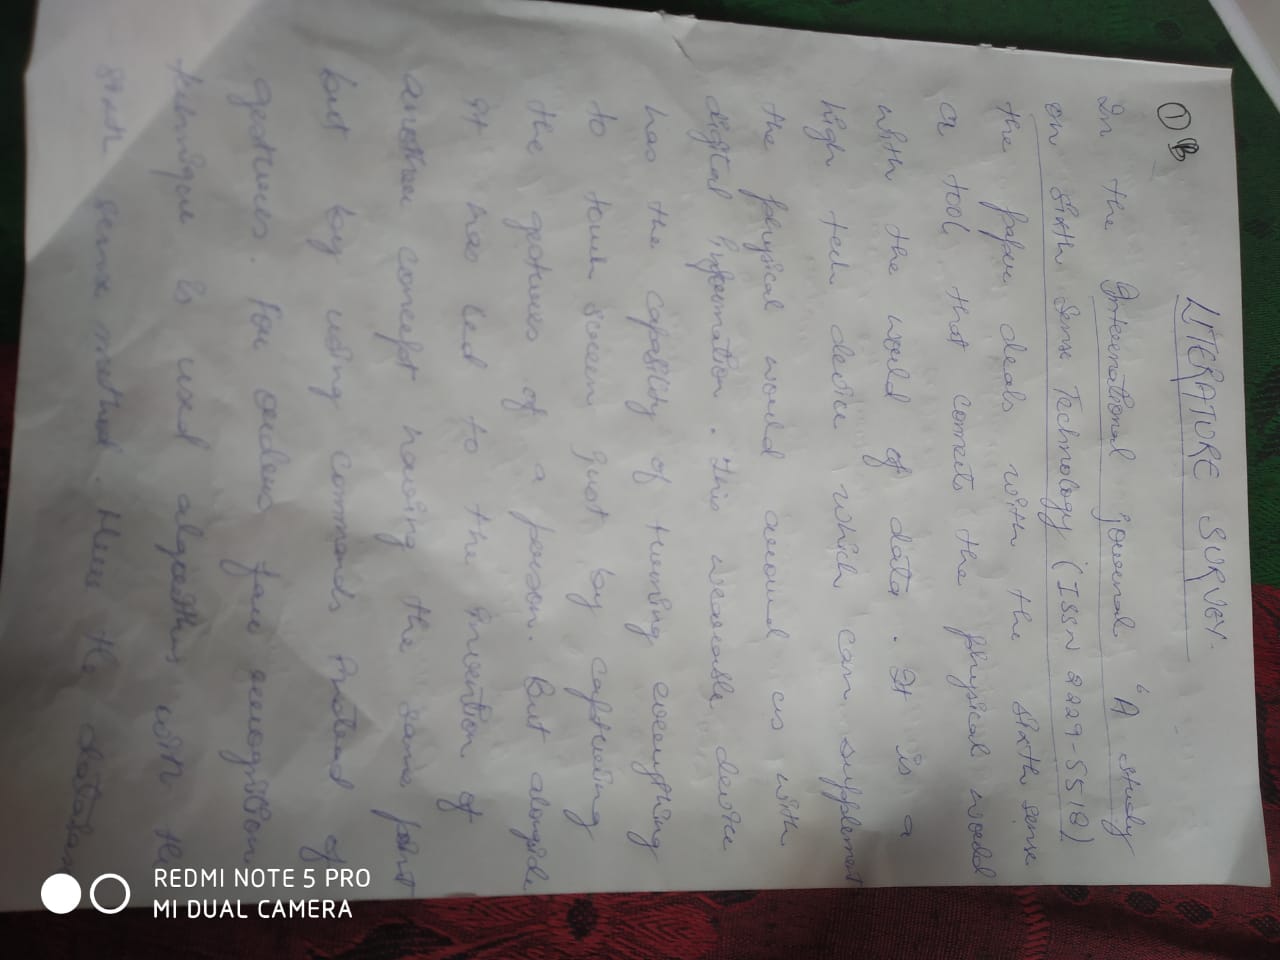 LITERATURE SURVEY.
① B
In the International journal 'A study
on Sixth Sense Technology (ISSN 2229-5518)
the paper deals with the sixth sense
a tool that connects the physical world
with the world of data. It is a
high tech device which can supplement
the physical world around us with
digital information. This wearable device
has the capability of turning everything
to touch screen just by capturing
the gestures of a person. But alongside
it has led to the invention of
another concept having the same point
but by using commands instead of
gestures. For orders face recognition
technique is used algorithms with the
sixth sense method. Here the database
REDMI NOTE 5 PRO
MI DUAL CAMERA